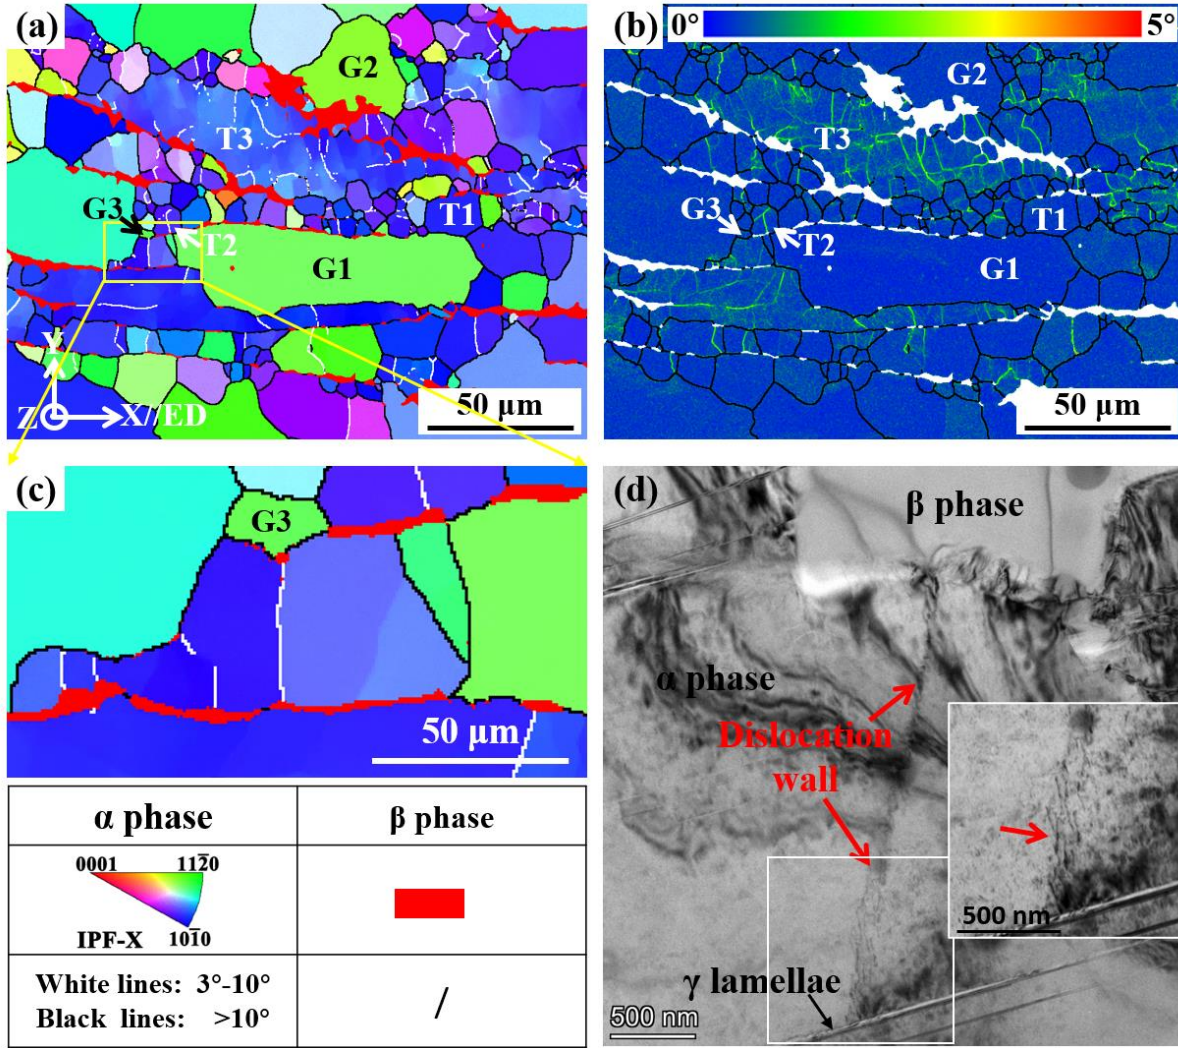 (a)
G2
T3
G3
T1
T2
G1
Y
Z
X//ED
50 μm
(b)
0°
5°
G2
T3
G3
T1
T2
G1
50 μm
(c)
G3
50 μm
(d)
β phase
α phase
Dislocation
wall
500 nm
γ lamellae
500 nm
α phase
β phase
0001
112̄0
IPF-X
101̄0
White lines: 3°-10°
Black lines: >10°
/